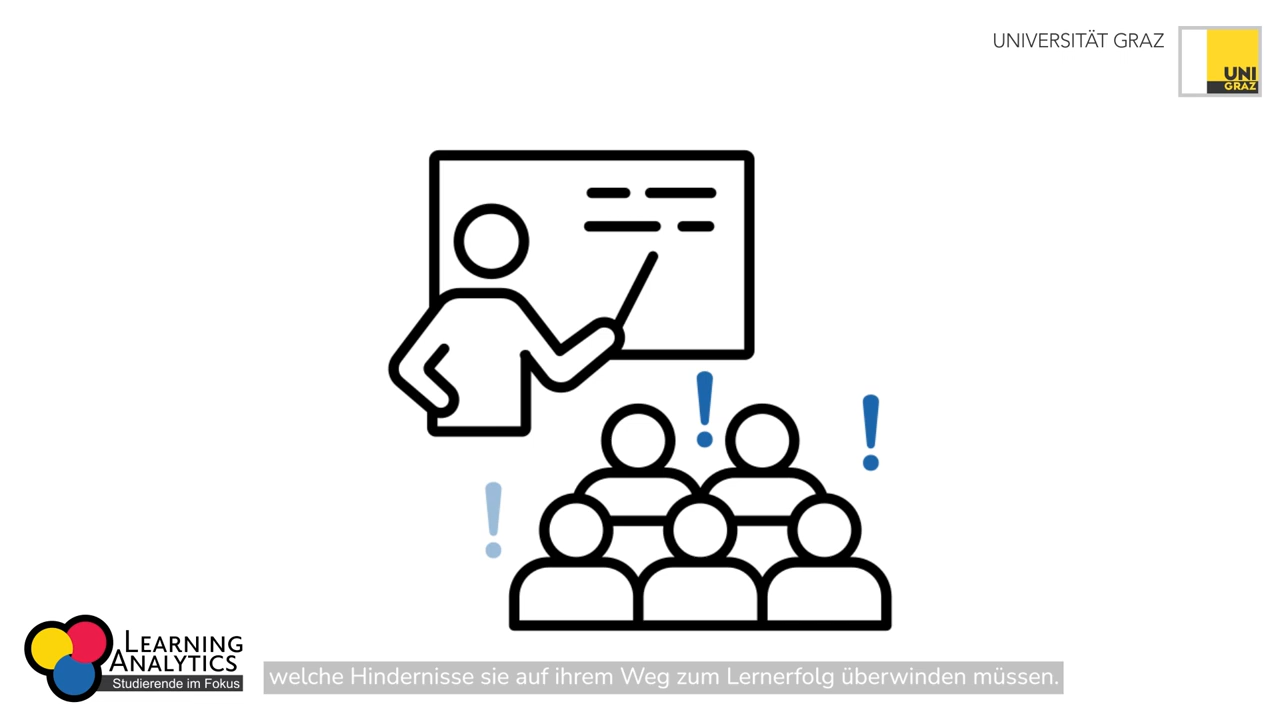 UNIVERSITÄT GRAZ
UNI
GRAZ
LEARNING
ANALYTICS
Studierende im Fokus
welche Hindernisse sie auf ihrem Weg zum Lernerfolg überwinden müssen.